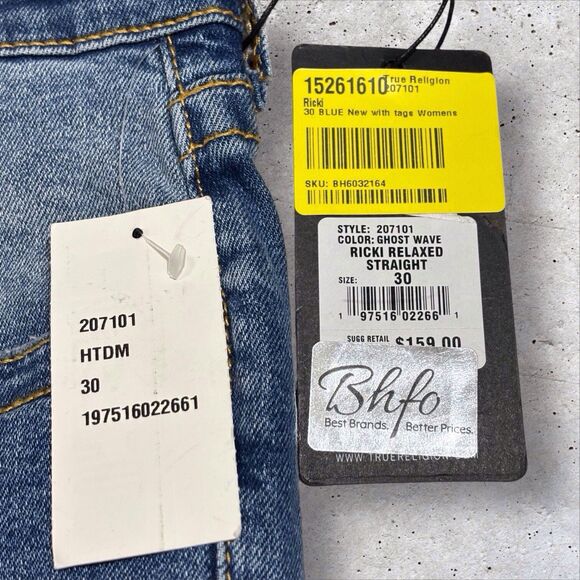 15261610 True Religion
207101
Ricki
30 BLUE New with tags Womens
SKU: BH6032164
STYLE: 207101
COLOR: GHOST WAVE
RICKI RELAXED
STRAIGHT
SIZE: 30
1 97516 02266 1
SUGG RETAIL $159.00
Bhfo
Best Brands. Better Prices.
WWW.TRUERELIGION
207101
HTDM
30
197516022661